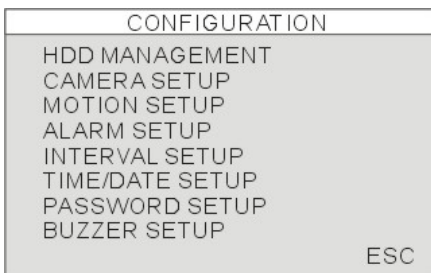 CONFIGURATION
HDD MANAGEMENT
CAMERA SETUP
MOTION SETUP
ALARM SETUP
INTERVAL SETUP
TIME/DATE SETUP
PASSWORD SETUP
BUZZER SETUP
ESC